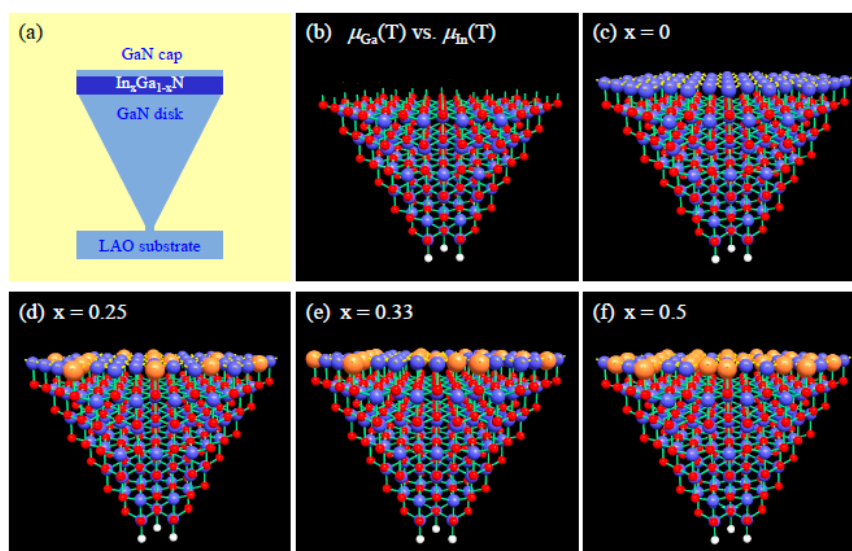 (a)
GaN cap
InₓGa₁₋ₓN
GaN disk
LAO substrate
(b) μGa(T) vs. μIn(T)
(c) x = 0
(d) x = 0.25
(e) x = 0.33
(f) x = 0.5